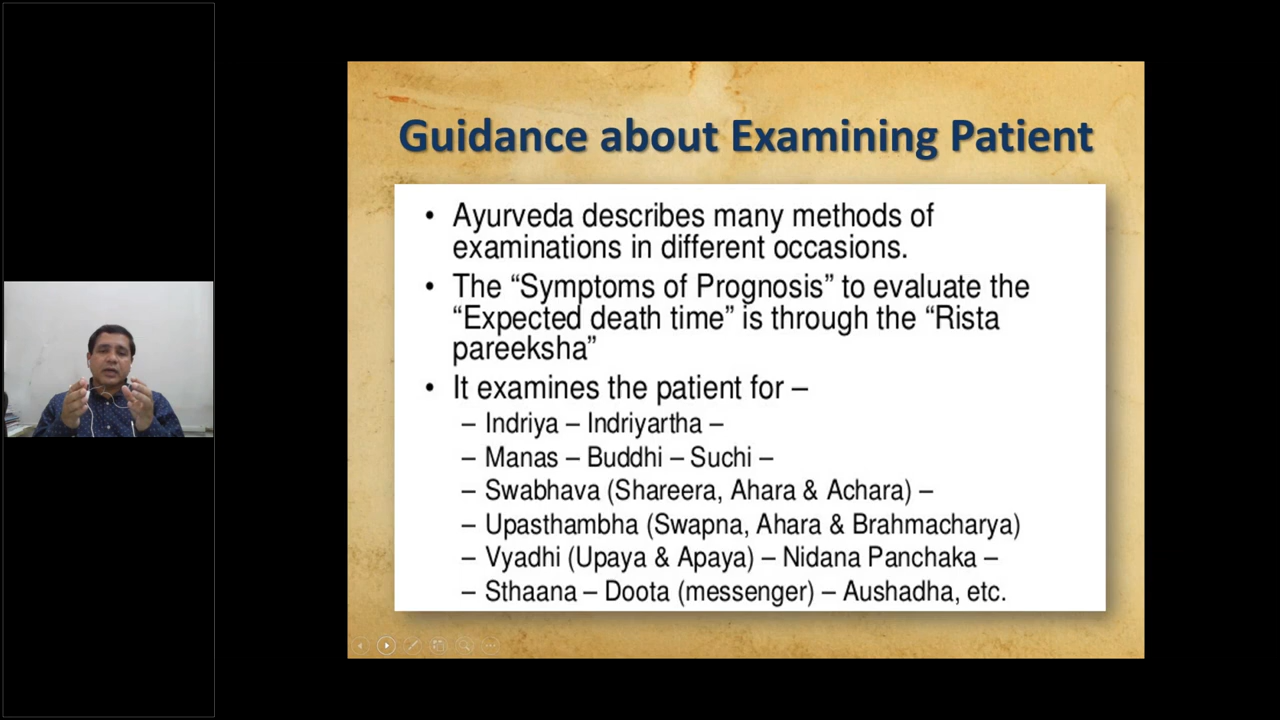 Guidance about Examining Patient
• Ayurveda describes many methods of
examinations in different occasions.
• The “Symptoms of Prognosis” to evaluate the
“Expected death time” is through the “Rista
pareeksha”
• It examines the patient for –
– Indriya – Indriyartha –
– Manas – Buddhi – Suchi –
– Swabhava (Shareera, Ahara & Achara) –
– Upasthambha (Swapna, Ahara & Brahmacharya)
– Vyadhi (Upaya & Apaya) – Nidana Panchaka –
– Sthaana – Doota (messenger) – Aushadha, etc.